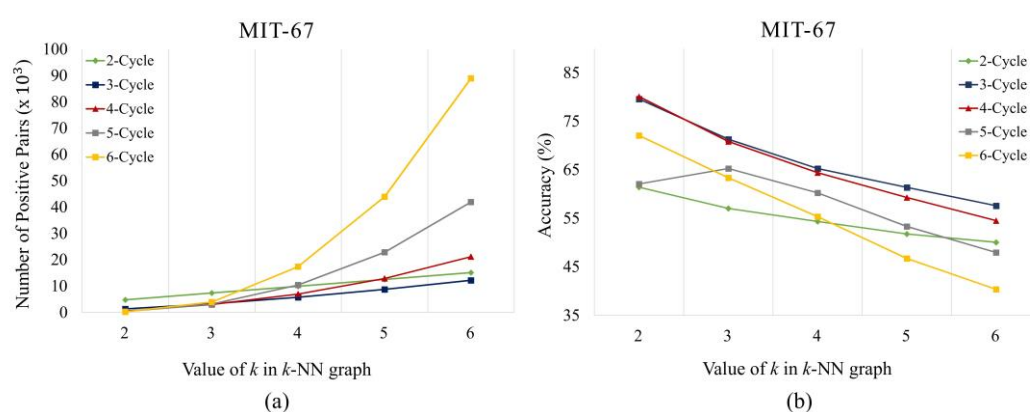 MIT-67
Number of Positive Pairs (x 10³)
100
90
80
70
60
50
40
30
20
10
0
2-Cycle
3-Cycle
4-Cycle
5-Cycle
6-Cycle
2 3 4 5 6
Value of k in k-NN graph
(a)
MIT-67
Accuracy (%)
85
75
65
55
45
35
2-Cycle
3-Cycle
4-Cycle
5-Cycle
6-Cycle
2 3 4 5 6
Value of k in k-NN graph
(b)